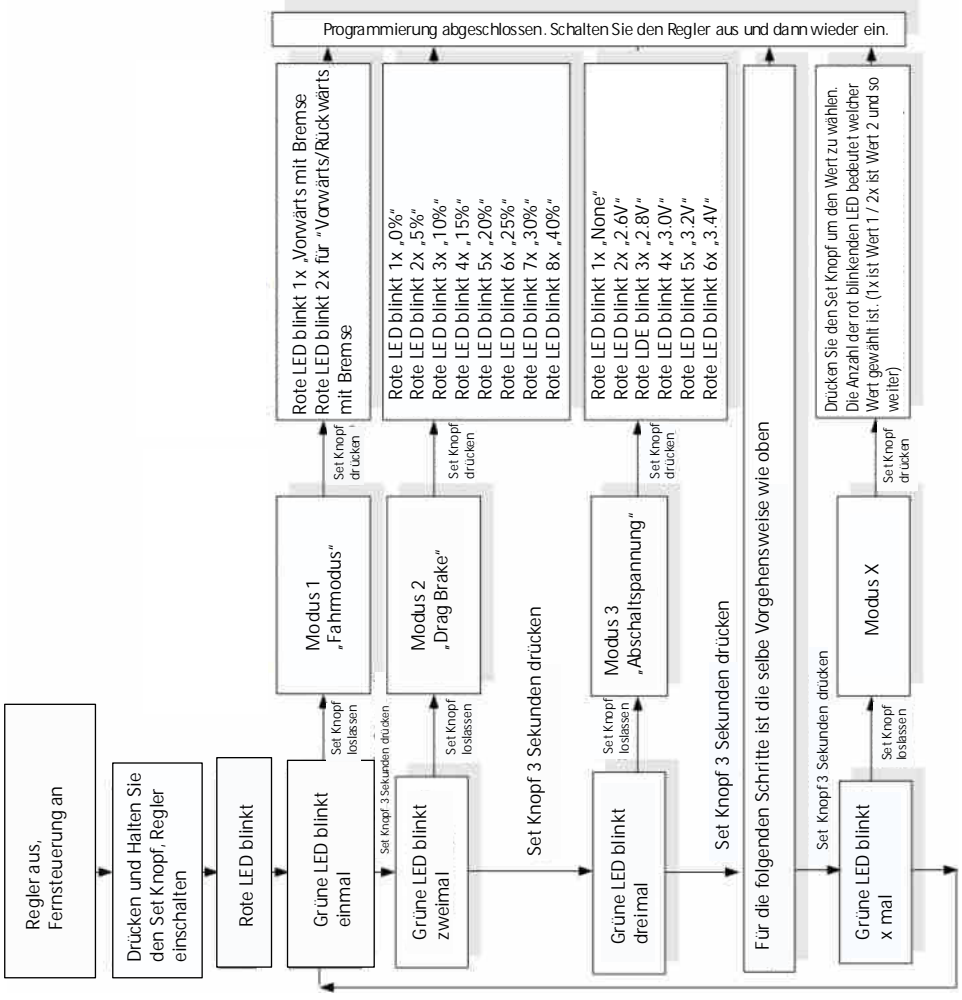 Regler aus,
Fernsteuerung an
Drücken und Halten Sie
den Set Knopf, Regler
einschalten
Rote LED blinkt
Grüne LED blinkt
einmal
Set Knopf
loslassen
Modus 1
„Fahrmodus“
Set Knopf
drücken
Rote LED blinkt 1x „Vorwärts mit Bremse
Rote LED blinkt 2x für “Vorwärts/Rückwärts
mit Bremse
Set Knopf 3 Sekunden drücken
Grüne LED blinkt
zweimal
Set Knopf
loslassen
Modus 2
„Drag Brake“
Set Knopf
drücken
Rote LED blinkt 1x „0%“
Rote LED blinkt 2x „5%“
Rote LED blinkt 3x „10%“
Rote LED blinkt 4x „15%“
Rote LED blinkt 5x „20%“
Rote LED blinkt 6x „25%“
Rote LED blinkt 7x „30%“
Rote LED blinkt 8x „40%“
Set Knopf 3 Sekunden drücken
Grüne LED blinkt
dreimal
Set Knopf
loslassen
Modus 3
„Abschaltspannung“
Set Knopf
drücken
Rote LED blinkt 1x „None“
Rote LED blinkt 2x „2.6V“
Rote LDE blinkt 3x „2.8V“
Rote LED blinkt 4x „3.0V“
Rote LED blinkt 5x „3.2V“
Rote LED blinkt 6x „3.4V“
Set Knopf 3 Sekunden drücken
Für die folgenden Schritte ist die selbe Vorgehensweise wie oben
Set Knopf 3 Sekunden drücken
Grüne LED blinkt
x mal
Set Knopf
loslassen
Modus X
Set Knopf
drücken
Drücken Sie den Set Knopf um den Wert zu wählen.
Die Anzahl der rot blinkenden LED bedeutet welcher
Wert gewählt ist. (1x ist Wert 1 / 2x ist Wert 2 und so
weiter)
Programmierung abgeschlossen. Schalten Sie den Regler aus und dann wieder ein.